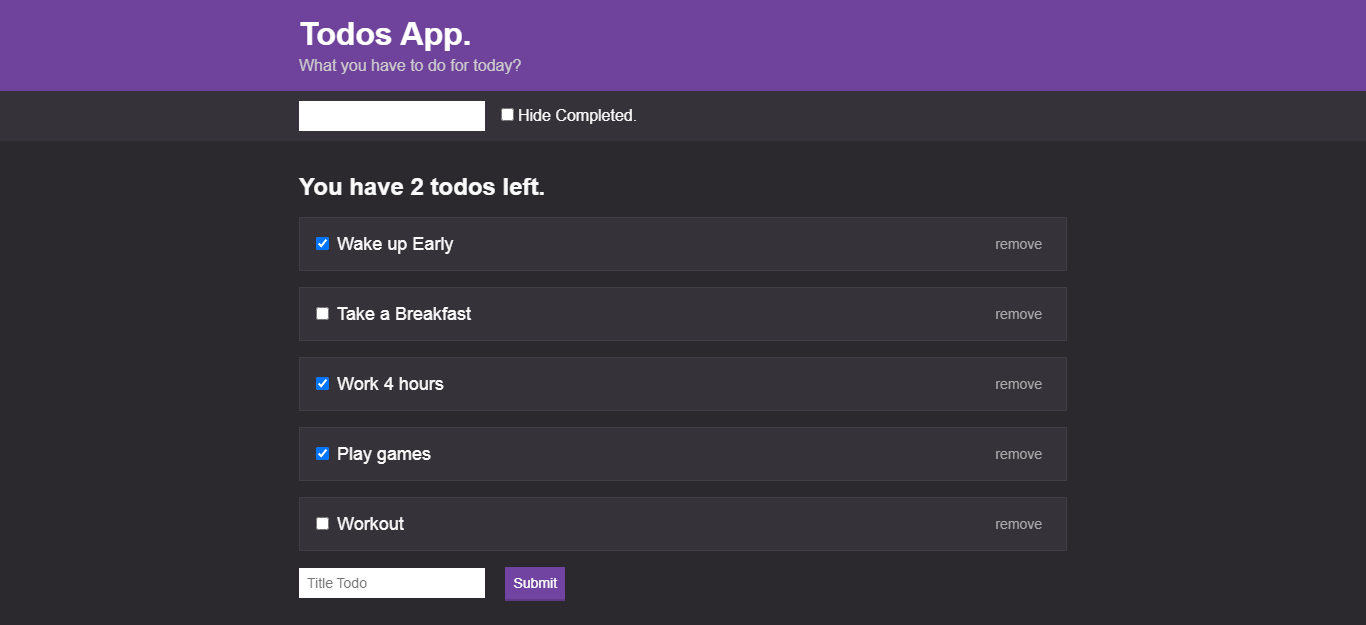 Todos App.
What you have to do for today?
Hide Completed.
You have 2 todos left.
Wake up Early remove
Take a Breakfast remove
Work 4 hours remove
Play games remove
Workout remove
Title Todo Submit